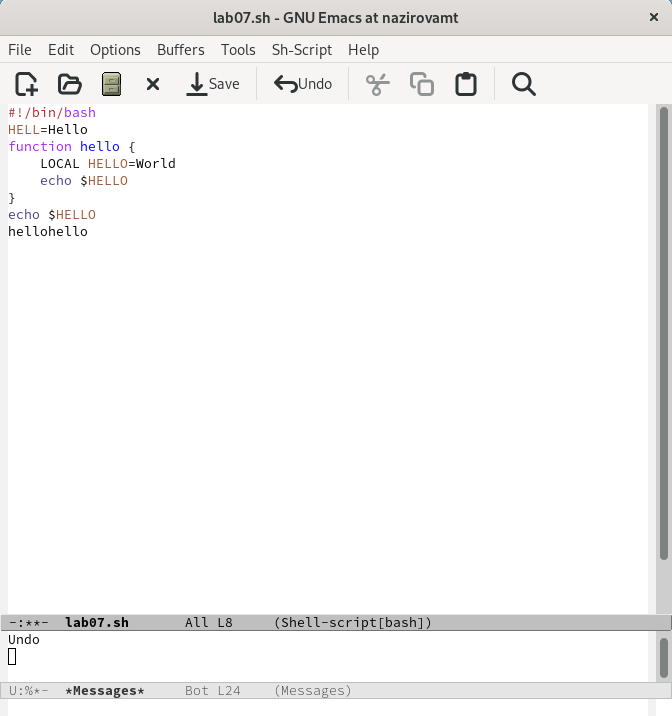 lab07.sh - GNU Emacs at nazirovamt
File Edit Options Buffers Tools Sh-Script Help
Save Undo
#!/bin/bash
HELL=Hello
function hello {
    LOCAL HELLO=World
    echo $HELLO
}
echo $HELLO
hellohello
-:**-  lab07.sh       All L8     (Shell-script[bash])
Undo
U:%*-  *Messages*     Bot L24    (Messages)